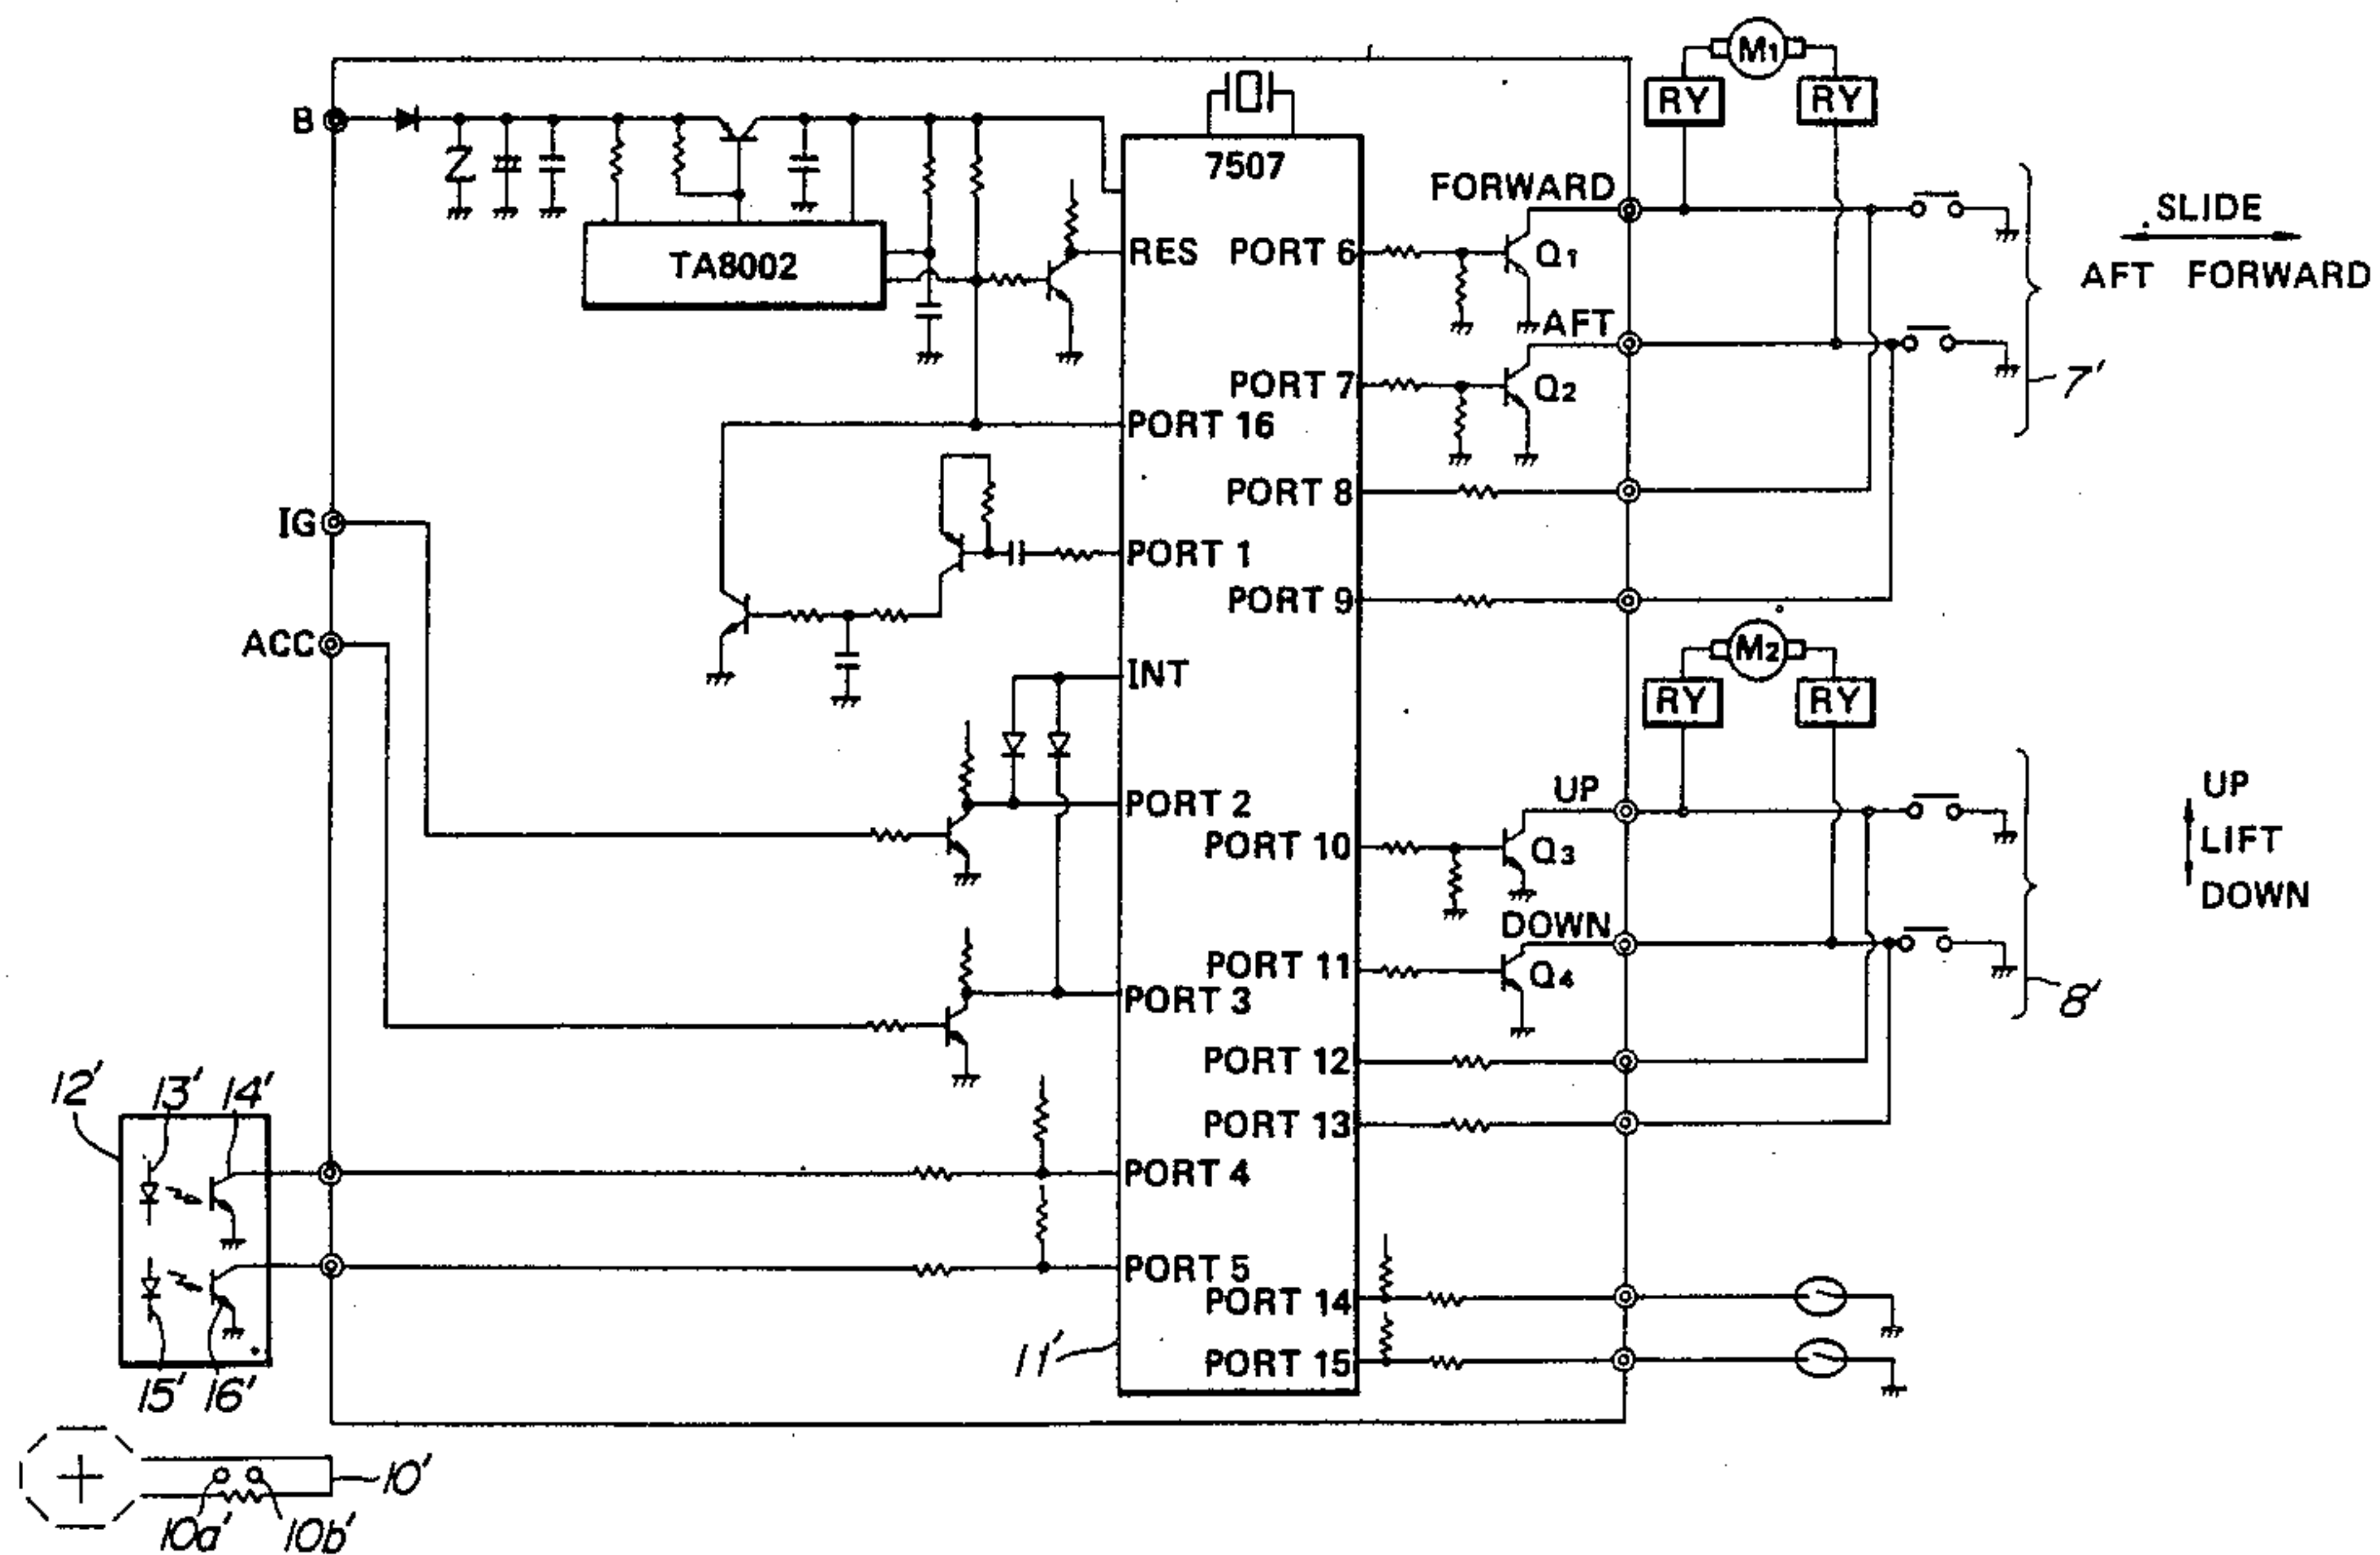 M1
RY RY
B
7507
FORWARD
SLIDE
AFT FORWARD
TA8002
RES PORT 6
Q1
AFT
PORT 7
Q2
7'
PORT 16
PORT 8
IG
PORT 1
PORT 9
ACC
M2
INT
RY RY
UP
PORT 2
UP
PORT 10
Q3
LIFT
DOWN
DOWN
PORT 11
Q4
PORT 3
8'
PORT 12
12' 13' 14'
PORT 13
PORT 4
PORT 5
PORT 14
11'
PORT 15
15' 16'
10'
10a' 10b'